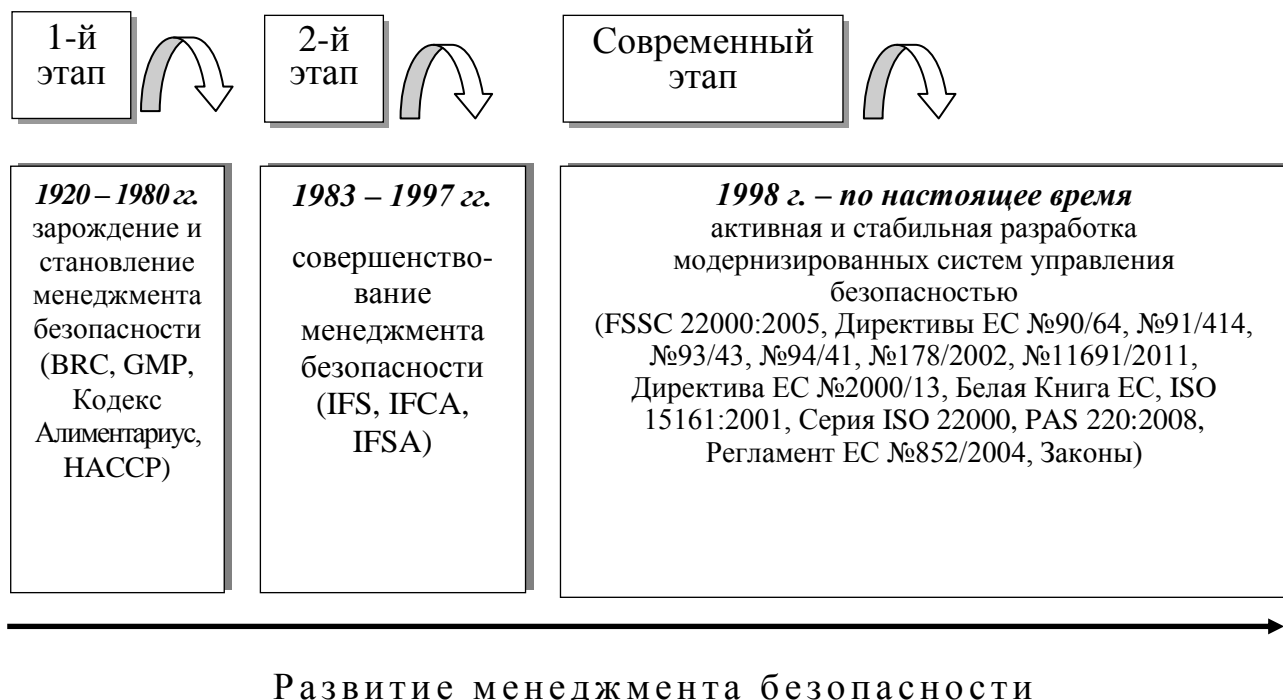 1-й
этап
2-й
этап
Современный
этап
1920 – 1980 гг.
зарождение и
становление
менеджмента
безопасности
(BRC, GMP,
Кодекс
Алиментариус,
HACCP)
1983 – 1997 гг.
совершенство-
вание
менеджмента
безопасности
(IFS, IFCA,
IFSA)
1998 г. – по настоящее время
активная и стабильная разработка
модернизированных систем управления
безопасностью
(FSSC 22000:2005, Директивы ЕС №90/64, №91/414,
№93/43, №94/41, №178/2002, №11691/2011,
Директива ЕС №2000/13, Белая Книга ЕС, ISO
15161:2001, Серия ISO 22000, PAS 220:2008,
Регламент ЕС №852/2004, Законы)
Развитие менеджмента безопасности